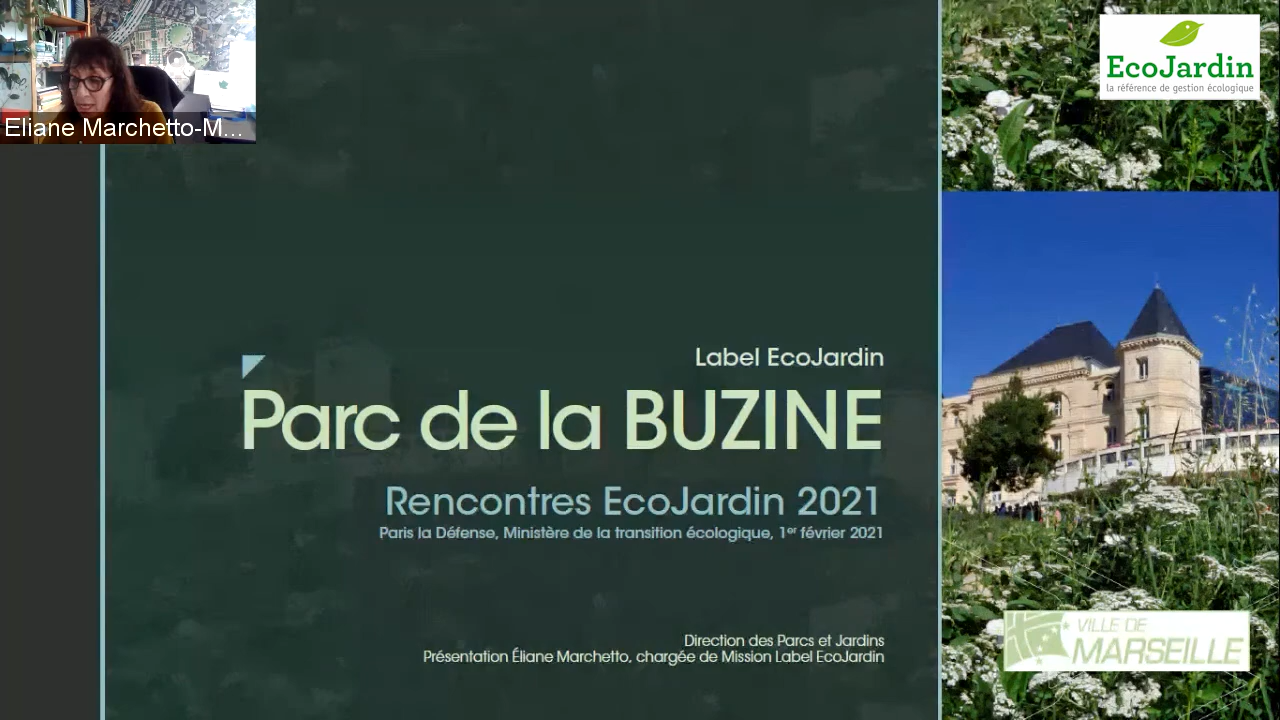 Eliane Marchetto-M...
EcoJardin
la référence de gestion écologique
Label EcoJardin
Parc de la BUZINE
Rencontres EcoJardin 2021
Paris la Défense, Ministère de la transition écologique, 1er février 2021
Direction des Parcs et Jardins
Présentation Éliane Marchetto, chargée de Mission Label EcoJardin
VILLE DE
MARSEILLE